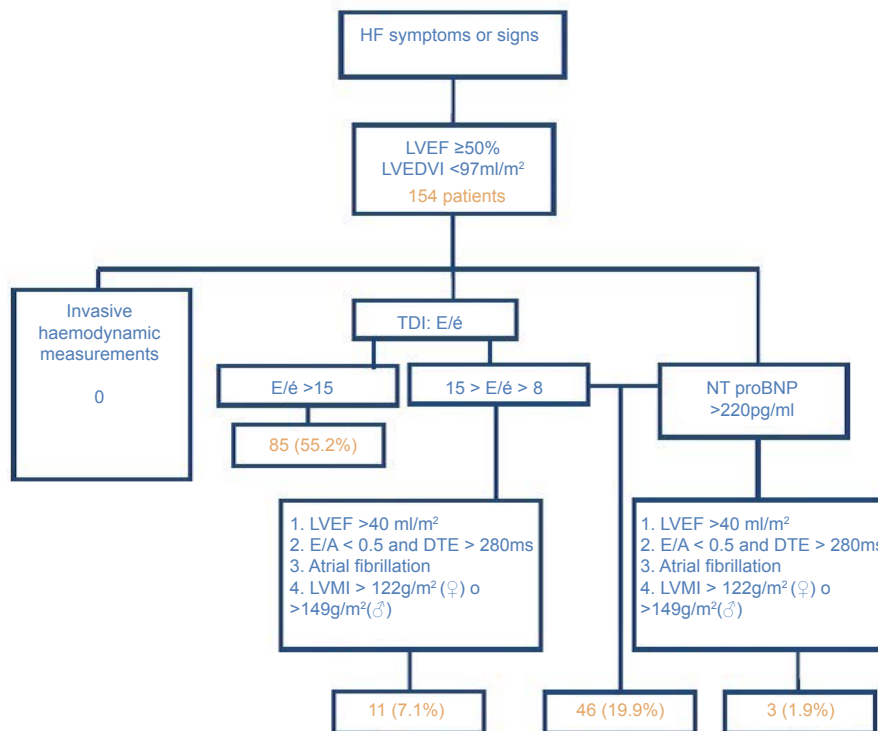 HF symptoms or signs
LVEF ≥50%
LVEDVI <97ml/m²
154 patients
Invasive
haemodynamic
measurements
0
TDI: E/é
E/é >15
15 > E/é > 8
NT proBNP
>220pg/ml
85 (55.2%)
1. LVEF >40 ml/m²
2. E/A < 0.5 and DTE > 280ms
3. Atrial fibrillation
4. LVMI > 122g/m² (♀) o
>149g/m²(♂)
1. LVEF >40 ml/m²
2. E/A < 0.5 and DTE > 280ms
3. Atrial fibrillation
4. LVMI > 122g/m² (♀) o
>149g/m²(♂)
11 (7.1%)
46 (19.9%)
3 (1.9%)